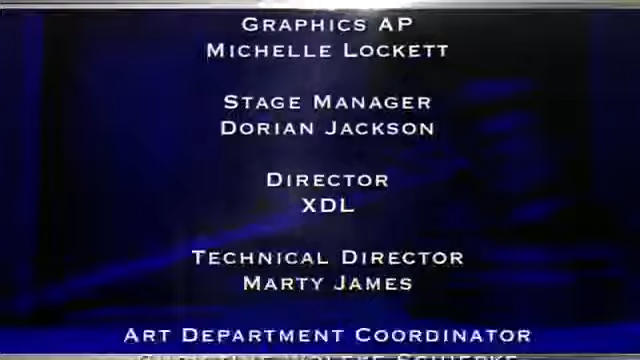 GRAPHICS AP
MICHELLE LOCKETT
STAGE MANAGER
DORIAN JACKSON
DIRECTOR
XDL
TECHNICAL DIRECTOR
MARTY JAMES
ART DEPARTMENT COORDINATOR